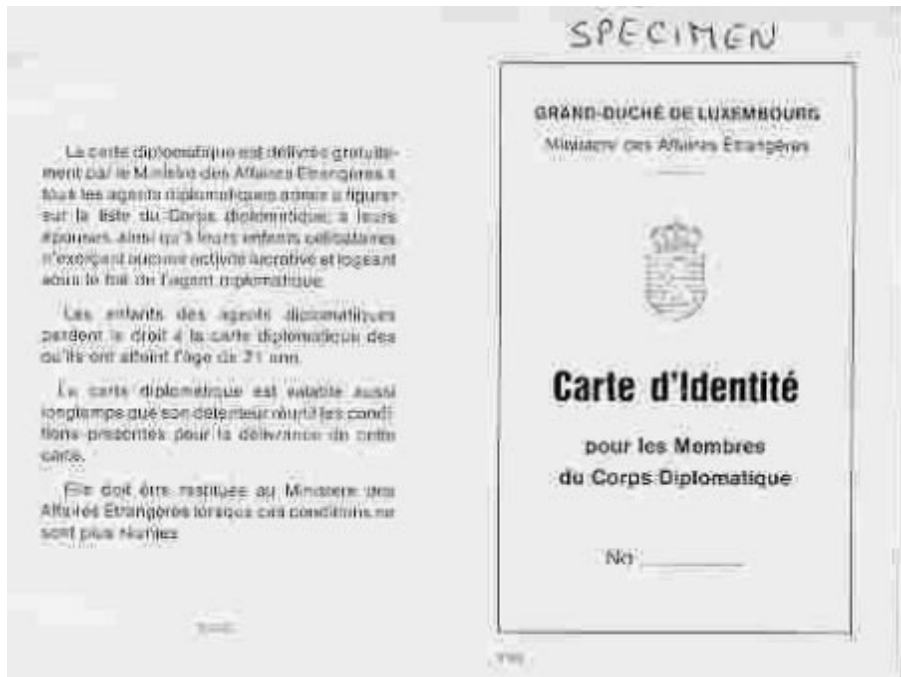 La carte diplomatique est délivrée gratuite-
ment par le Ministre des Affaires Etrangères à
tous les agents diplomatiques admis à figurer
sur la liste du Corps diplomatique, à leurs
épouses, ainsi qu'à leurs enfants célibataires
n'exerçant aucune activité lucrative et logeant
sous le toit de l'agent diplomatique.
Les enfants des agents diplomatiques
perdent le droit à la carte diplomatique dès
qu'ils ont atteint l'âge de 21 ans.
La carte diplomatique est valable aussi
longtemps que son détenteur réunit les condi-
tions présentées pour la délivrance de cette
carte.
Elle doit être restituée au Ministère des
Affaires Etrangères lorsque ces conditions ne
sont plus réunies
SPECIMEN
GRAND-DUCHÉ DE LUXEMBOURG
Ministère des Affaires Etrangères
Carte d'Identité
pour les Membres
du Corps Diplomatique
No